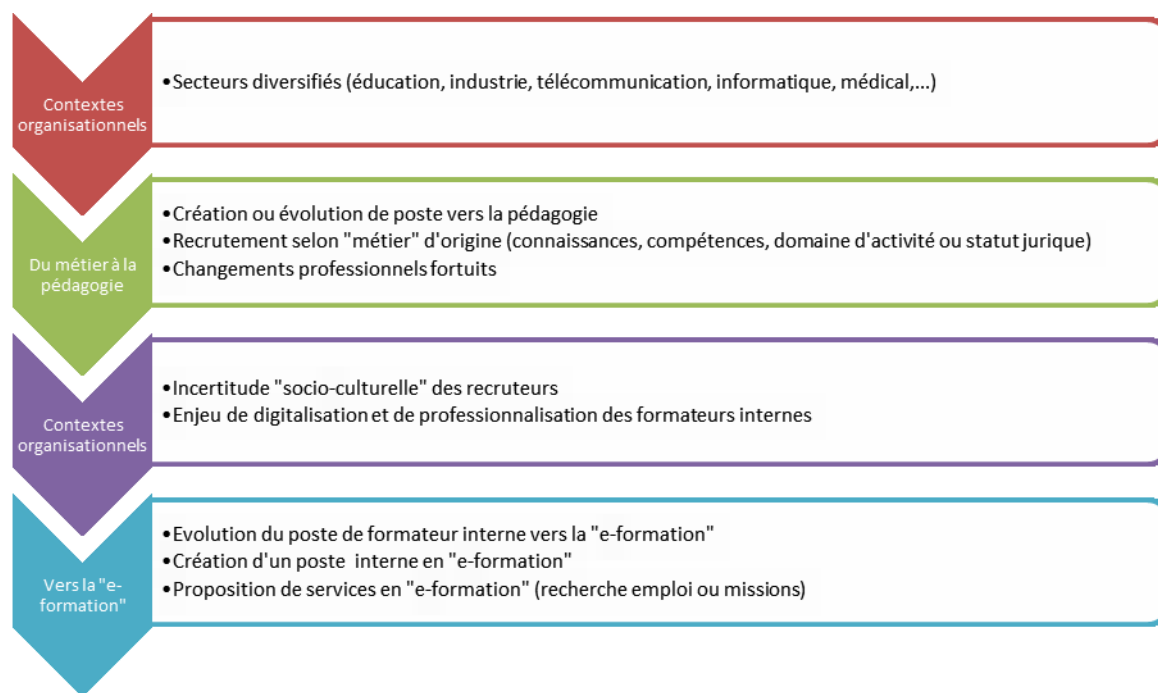 Contextes
organisationnels
•Secteurs diversifiés (éducation, industrie, télécommunication, informatique, médical,...)
Du métier à la
pédagogie
•Création ou évolution de poste vers la pédagogie
•Recrutement selon "métier" d'origine (connaissances, compétences, domaine d'activité ou statut jurique)
•Changements professionnels fortuits
Contextes
organisationnels
•Incertitude "socio-culturelle" des recruteurs
•Enjeu de digitalisation et de professionnalisation des formateurs internes
Vers la "e-
formation"
•Evolution du poste de formateur interne vers la "e-formation"
•Création d'un poste interne en "e-formation"
•Proposition de services en "e-formation" (recherche emploi ou missions)